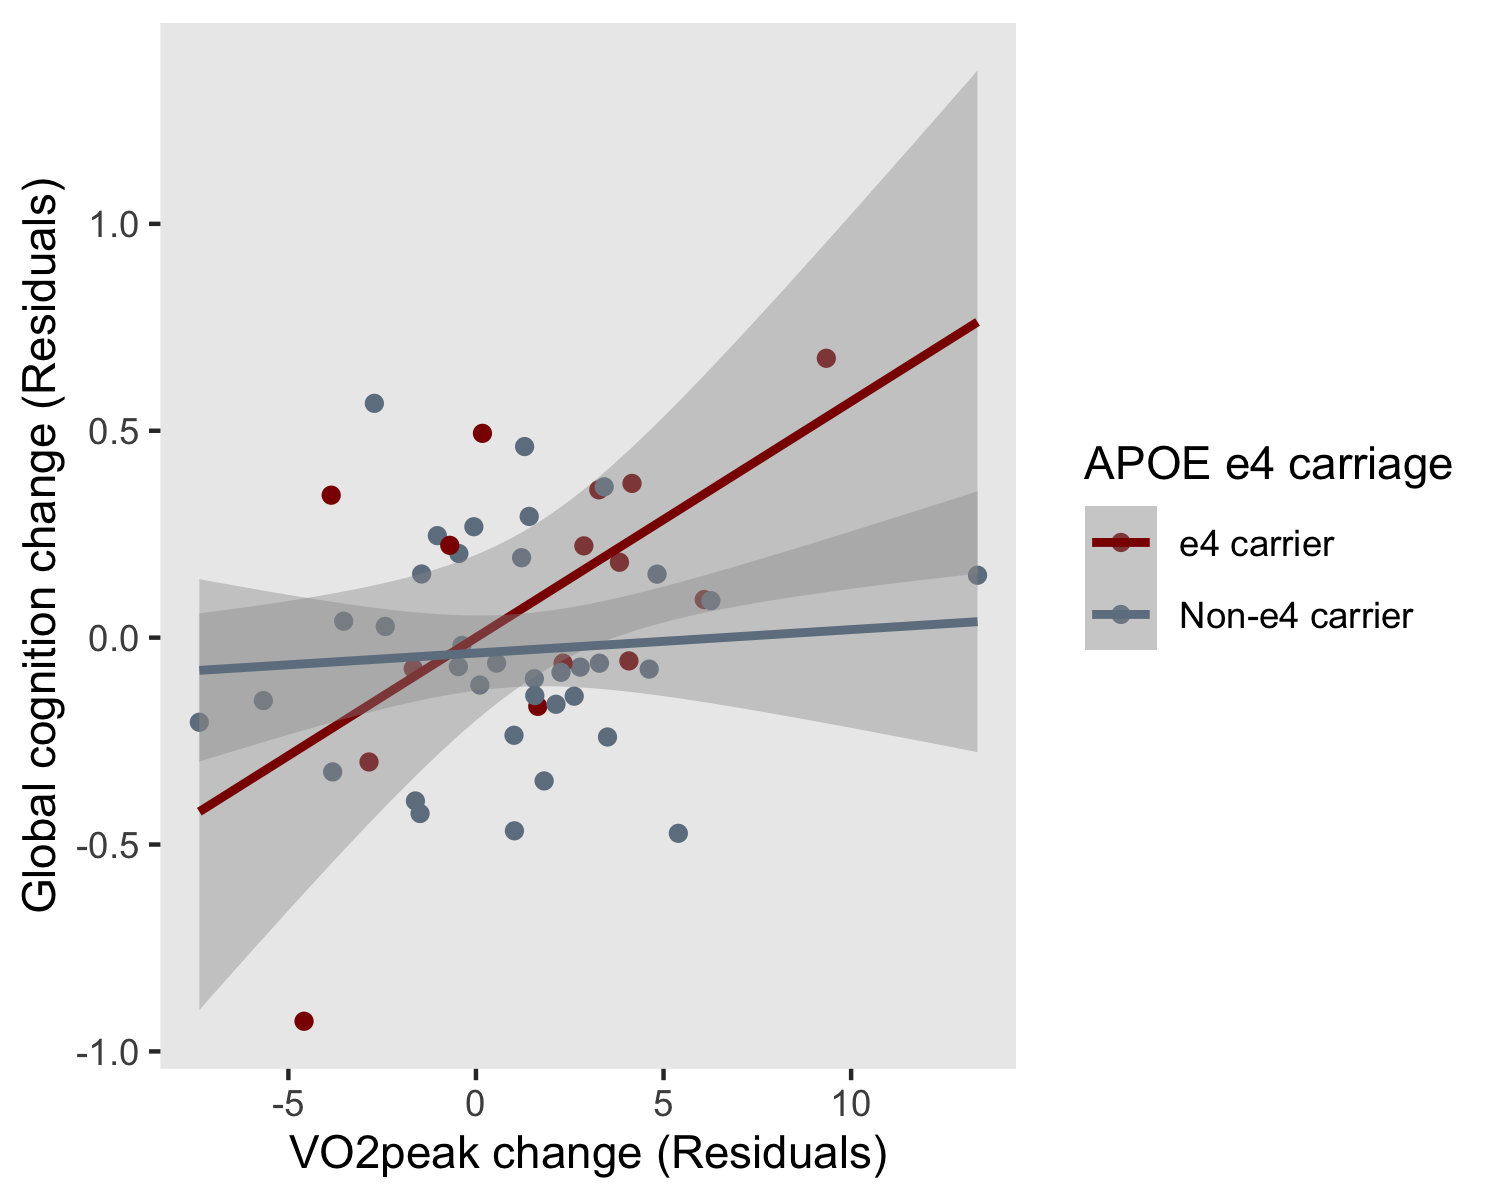 Global cognition change (Residuals)
1.0
0.5
0.0
-0.5
-1.0
-5 0 5 10
VO2peak change (Residuals)
APOE e4 carriage
e4 carrier
Non-e4 carrier